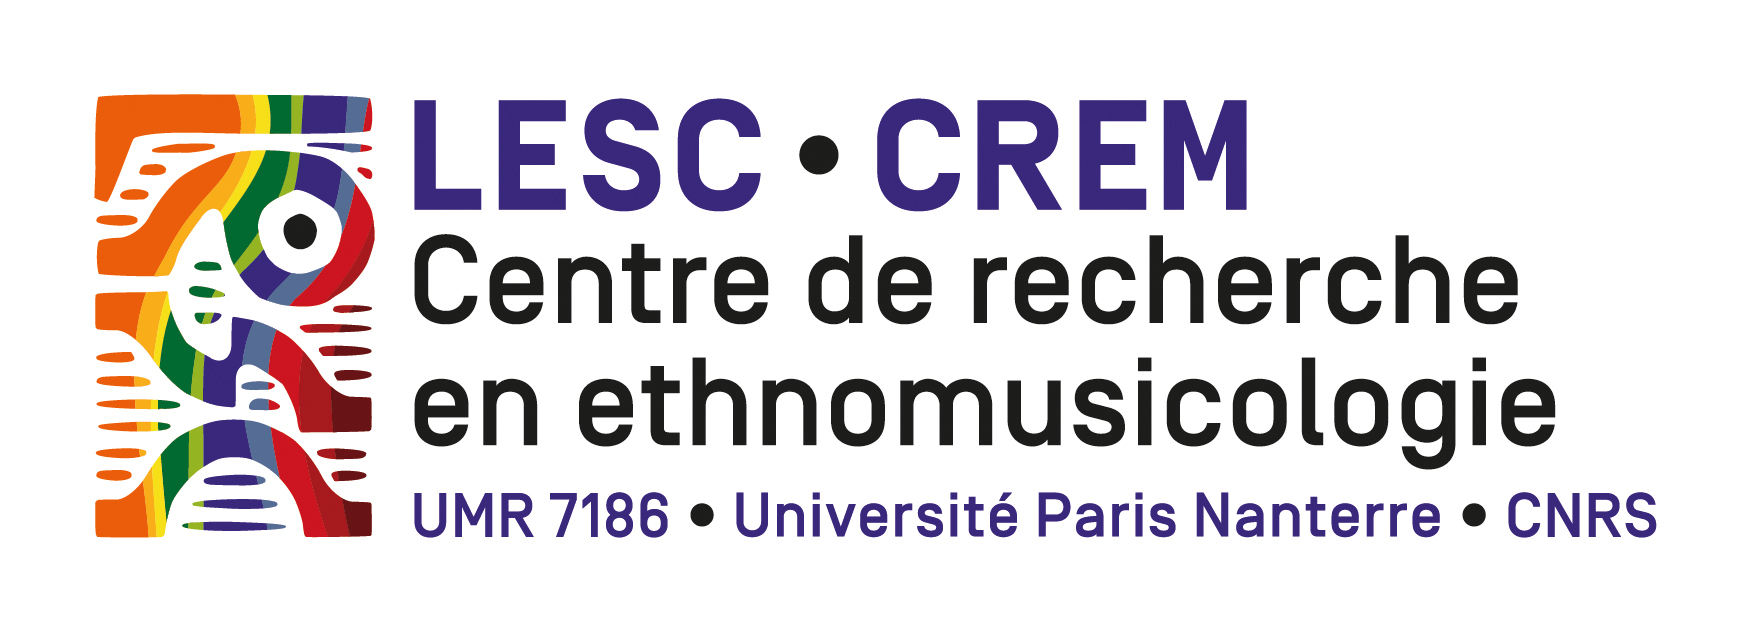 LESC • CREM
Centre de recherche
en ethnomusicologie
UMR 7186 • Université Paris Nanterre • CNRS